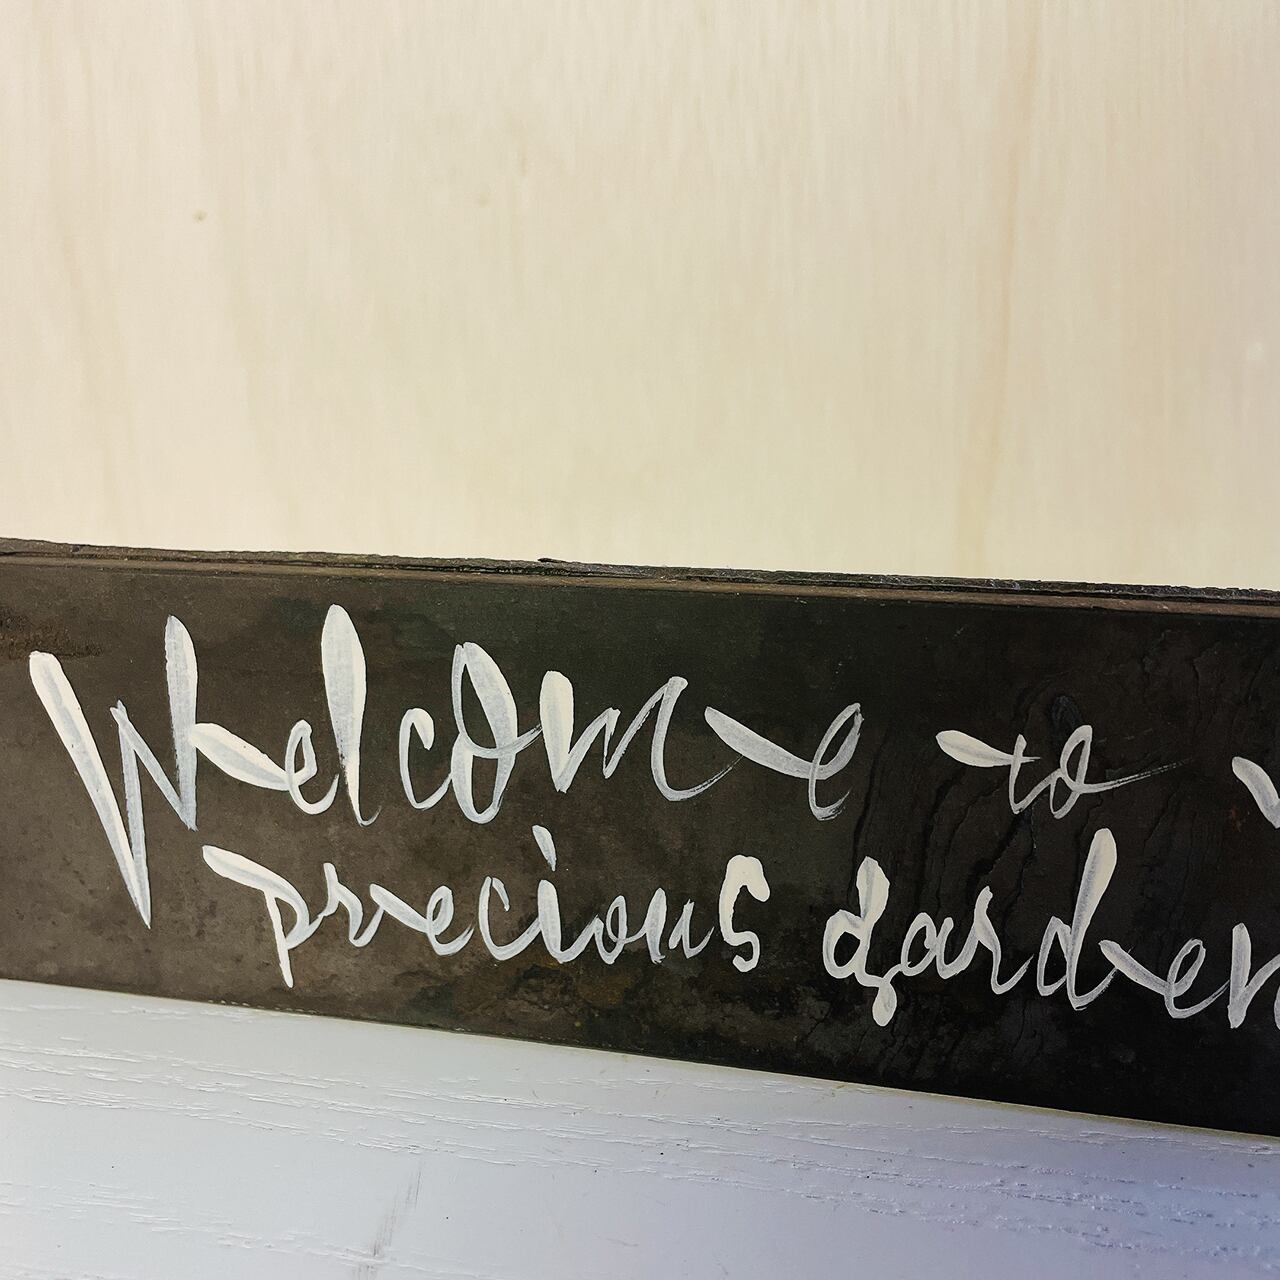 Welcome to
precious garden